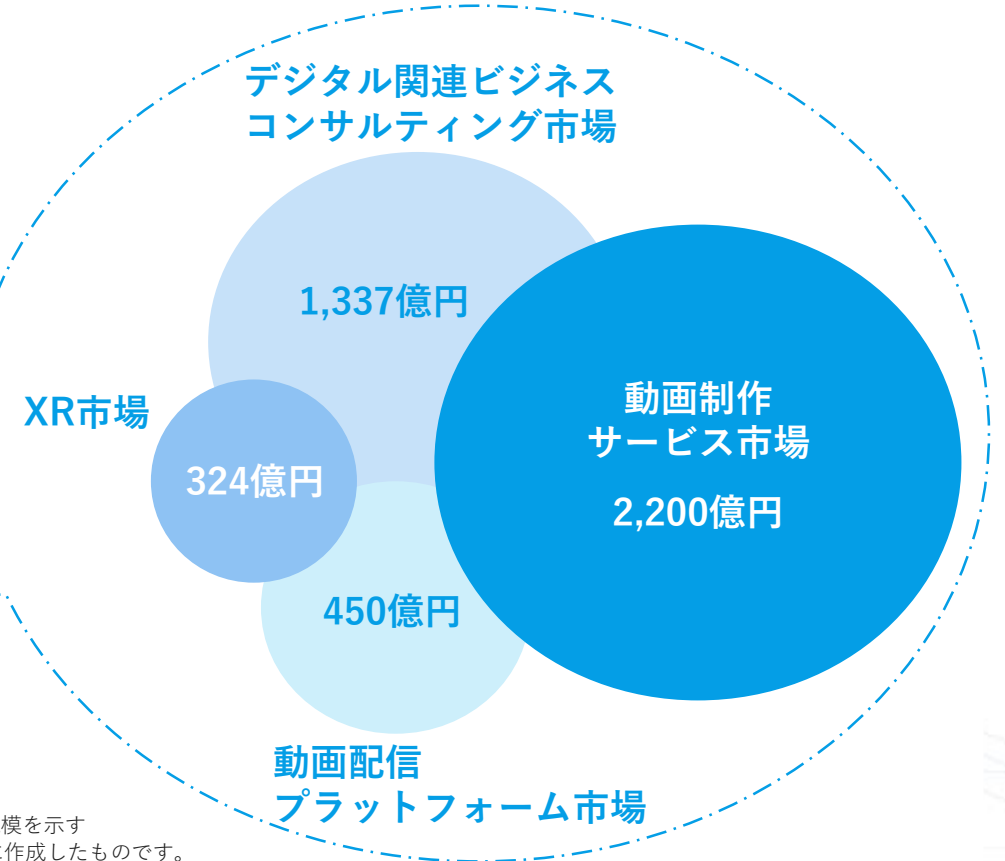 デジタル関連ビジネス
コンサルティング市場
1,337億円
XR市場
324億円
動画制作
サービス市場
2,200億円
450億円
動画配信
プラットフォーム市場
模を示す
作成したものです。